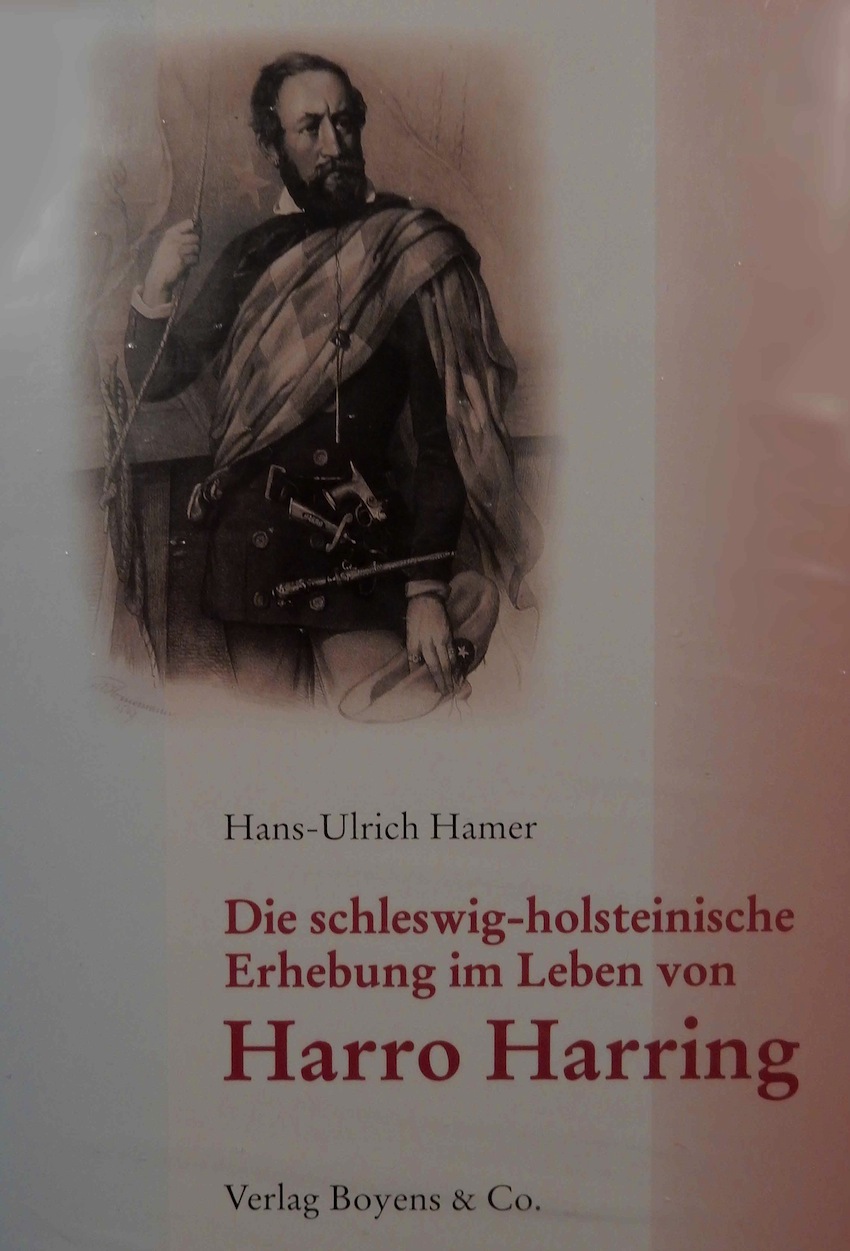 Hans-Ulrich Hamer
Die schleswig-holsteinische
Erhebung im Leben von
Harro Harring
Verlag Boyens & Co.